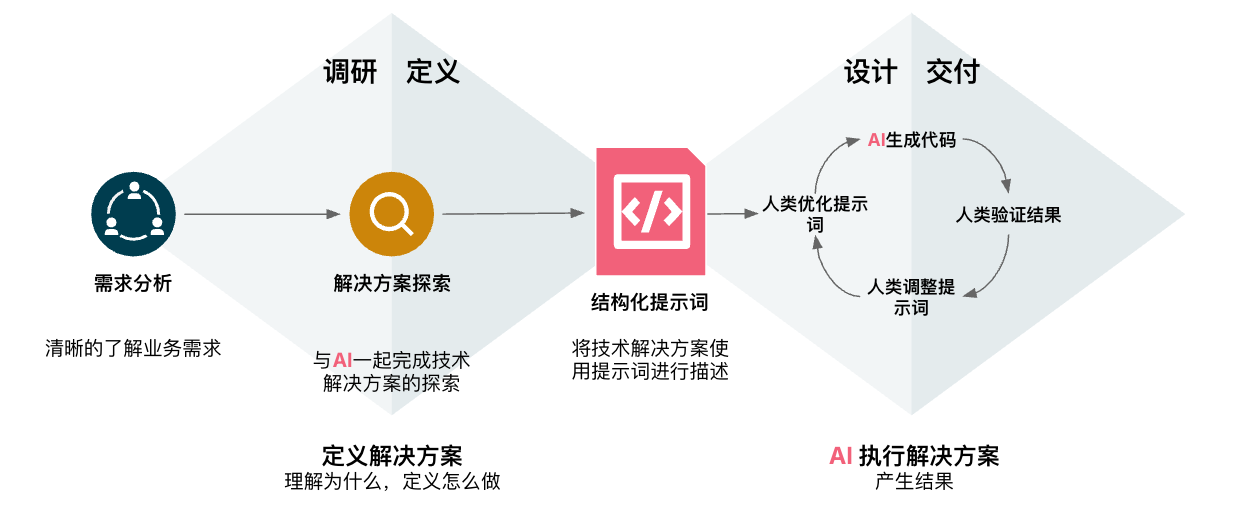 调研 定义
设计 交付
AI生成代码
人类优化提示
词
人类验证结果
人类调整提
示词
需求分析
解决方案探索
结构化提示词
清晰的了解业务需求
与AI一起完成技术
解决方案的探索
将技术解决方案使
用提示词进行描述
定义解决方案
理解为什么，定义怎么做
AI 执行解决方案
产生结果